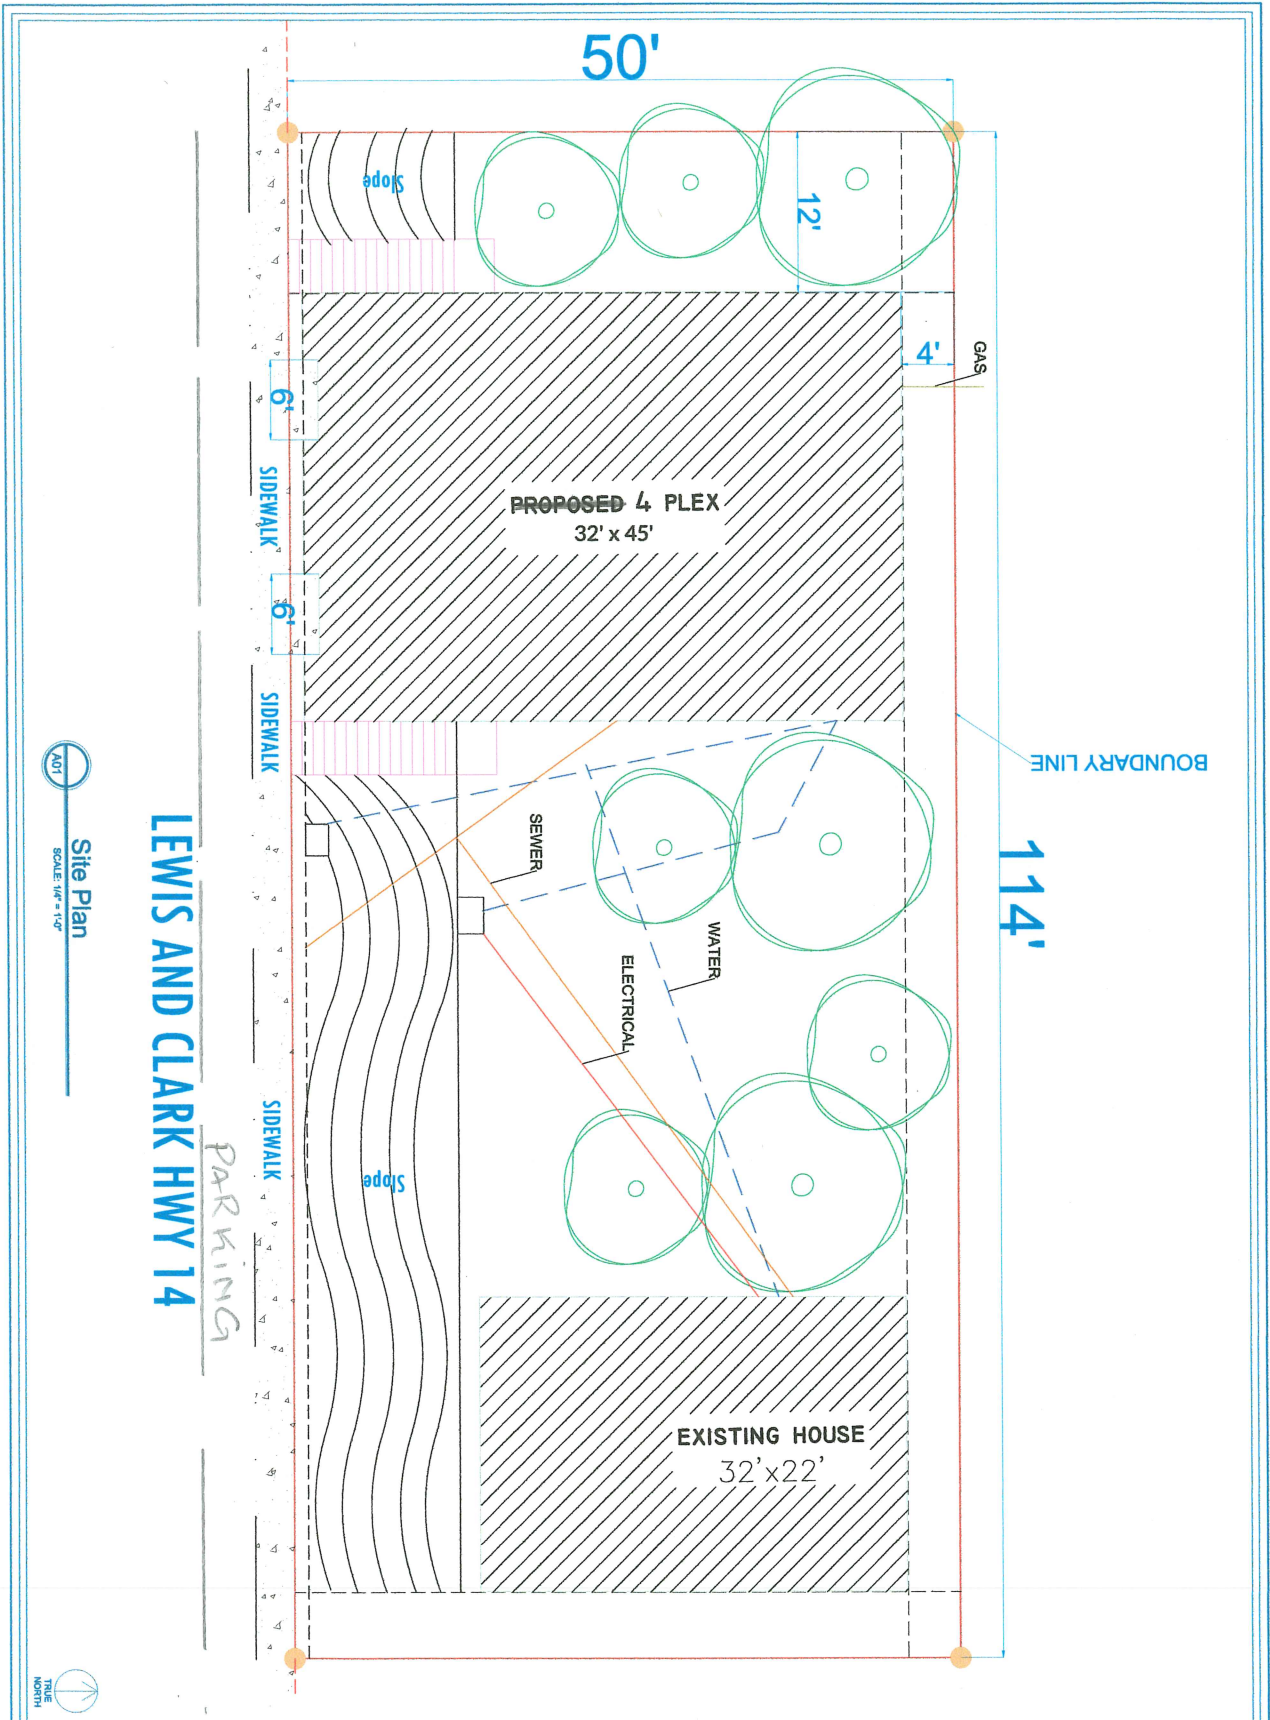 50'
Slope
12'
4'
GAS
6'
SIDEWALK
PROPOSED 4 PLEX
32' x 45'
6'
SIDEWALK
BOUNDARY LINE
114'
SEWER
WATER
ELECTRICAL
SIDEWALK
Slope
LEWIS AND CLARK HWY 14
PARKING
EXISTING HOUSE
32'x22'
A01
Site Plan
SCALE: 1/4" = 1'-0"
TRUE
NORTH